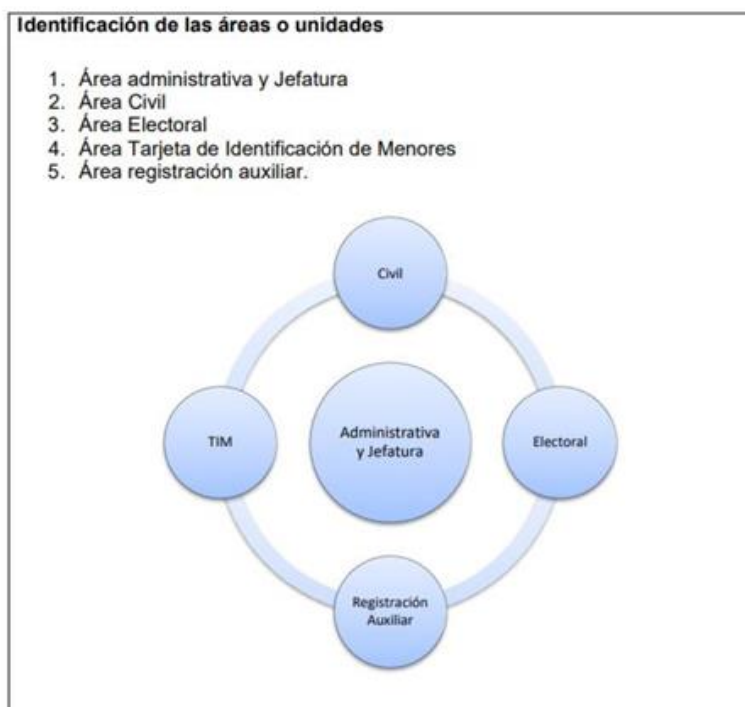 Identificación de las áreas o unidades
1. Área administrativa y Jefatura
2. Área Civil
3. Área Electoral
4. Área Tarjeta de Identificación de Menores
5. Área registración auxiliar.
Civil
TIM
Administrativa
y Jefatura
Electoral
Registración
Auxiliar